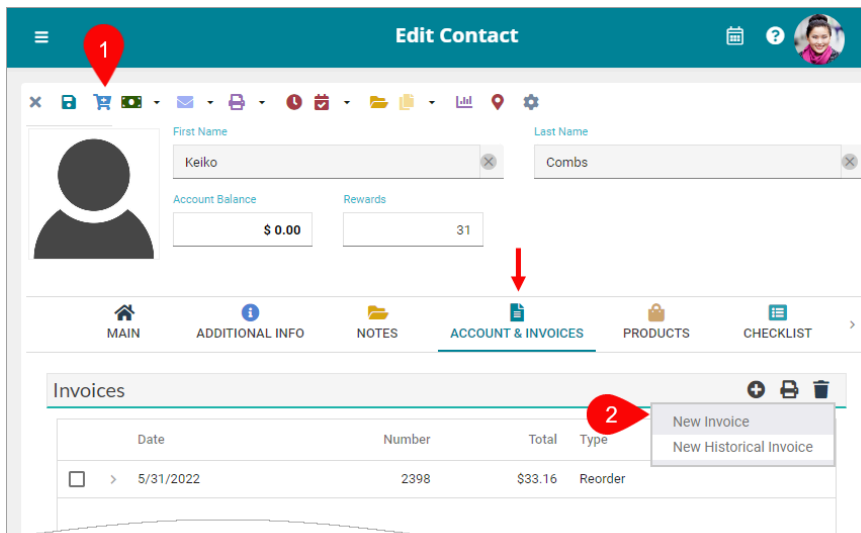 Edit Contact
1
First Name
Last Name
Keiko
Combs
Account Balance
Rewards
$ 0.00
31
MAIN
ADDITIONAL INFO
NOTES
ACCOUNT & INVOICES
PRODUCTS
CHECKLIST
Invoices
2
New Invoice
New Historical Invoice
Date
Number
Total
Type
5/31/2022
2398
$33.16
Reorder